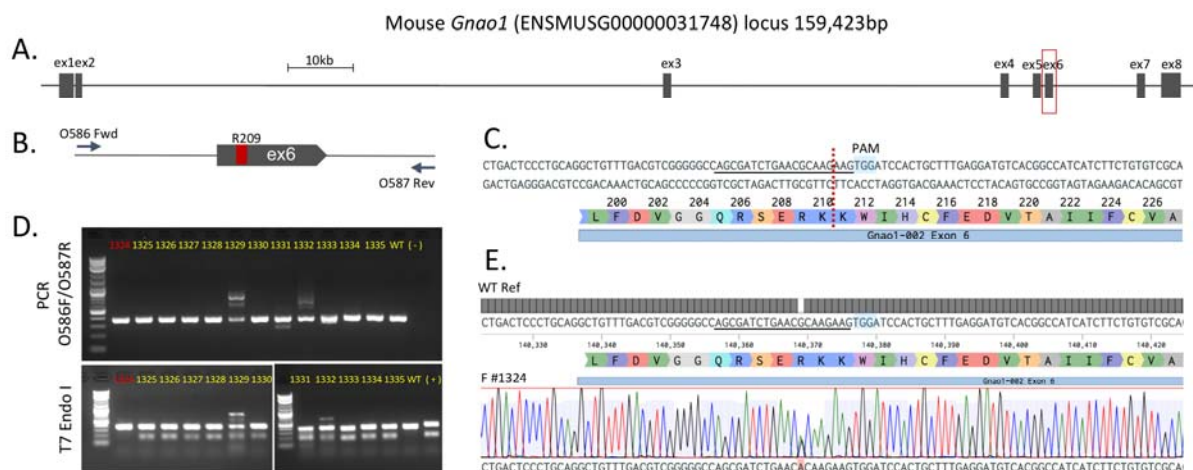 Mouse Gnao1 (ENSMUSG00000031748) locus 159,423bp
A.
ex1 ex2
10kb
ex3
ex4
ex5 ex6
ex7
ex8
B.
O586 Fwd
R209
ex6
O587 Rev
C.
PAM
CTGACTCCCTGCAGGCTGTTTGACGTCGGGGGCCAGCGATCTGAACGCAAGAAGTGGATCCACTGCTTTGAGGATGTCACGGCCATCATCTTCTGTGTCGCA
GACTGAGGGACGTCCGACAAACTGCAGCCCCCGGTCGCTAGACTTGCGTTCTTCACCTAGGTGACGAAACTCCTACAGTGCCGGTAGTAGAAGACACAGCGT
200 202 204 206 208 210 212 214 216 218 220 222 224 226
L F D V G G Q R S E R K K W I H C F E D V T A I I F C V A
Gnao1-002 Exon 6
D.
PCR
O586F/O587R
1324 1325 1326 1327 1328 1329 1330 1331 1332 1333 1334 1335 WT (-)
T7 Endo I
1325 1326 1327 1328 1329 1330
1331 1332 1333 1334 1335 WT (+)
E.
WT Ref
CTGACTCCCTGCAGGCTGTTTGACGTCGGGGGCCAGCGATCTGAACGCAAGAAGTGGATCCACTGCTTTGAGGATGTCACGGCCATCATCTTCTGTGTCGCA
140,330 140,340 140,350 140,360 140,370 140,380 140,390 140,400 140,410 140,420
L F D V G G Q R S E R K K W I H C F E D V T A I I F C V A
Gnao1-002 Exon 6
F #1324
CTGACTCCCTGCAGGCTGTTTGACGTCGGGGGCCAGCGATCTGAACACAAGAAGTGGATCCACTGCTTTGAGGATGTCACGGCCATCATCTTCTGTGTCGCA